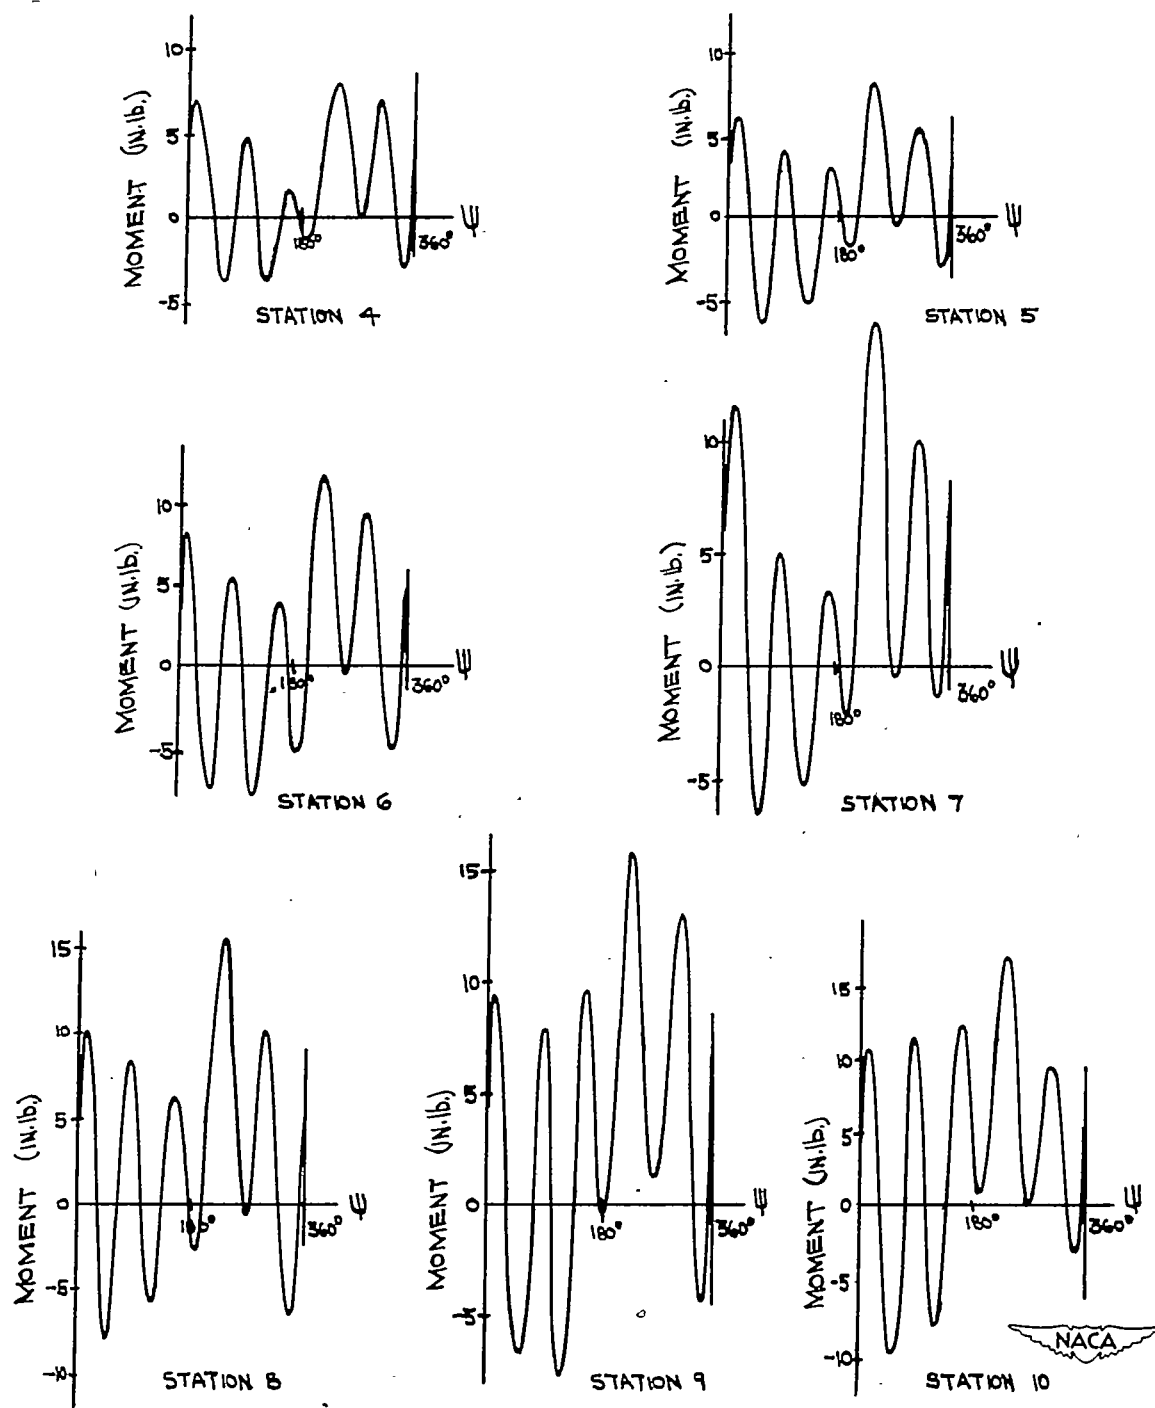 10
5
0
-5
MOMENT (IN.lb.)
180°
360°
Ψ
STATION 4
10
5
0
-5
MOMENT (IN.lb.)
180°
360°
Ψ
STATION 5
10
5
0
-5
MOMENT (IN.lb.)
180°
360°
Ψ
STATION 6
10
5
0
-5
MOMENT (IN.lb.)
180°
360°
Ψ
STATION 7
15
10
5
0
-5
-10
MOMENT (IN.lb.)
180°
360°
Ψ
STATION 8
15
10
5
0
-5
MOMENT (IN.lb.)
180°
360°
Ψ
STATION 9
15
10
5
0
-5
-10
MOMENT (IN.lb.)
180°
360°
Ψ
STATION 10
NACA